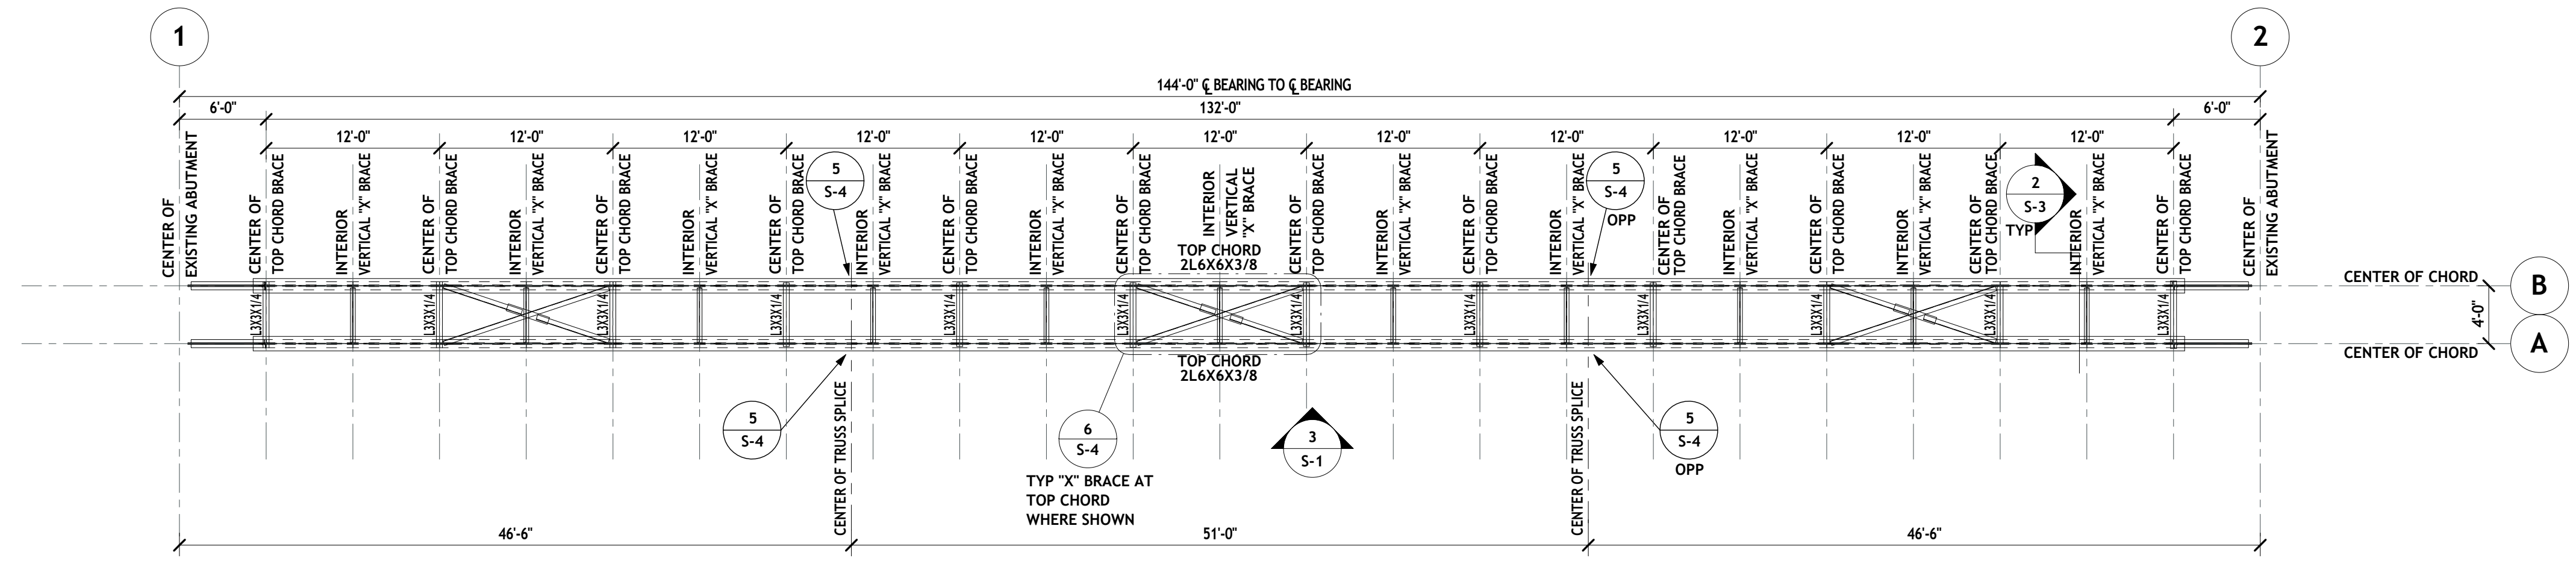 1
2
144'-0" ℄ BEARING TO ℄ BEARING
6'-0"
132'-0"
6'-0"
12'-0"
12'-0"
12'-0"
12'-0"
12'-0"
12'-0"
12'-0"
12'-0"
12'-0"
12'-0"
12'-0"
CENTER OF
EXISTING ABUTMENT
CENTER OF
TOP CHORD BRACE
INTERIOR
VERTICAL "X" BRACE
CENTER OF
TOP CHORD BRACE
INTERIOR
VERTICAL "X" BRACE
CENTER OF
TOP CHORD BRACE
INTERIOR
VERTICAL "X" BRACE
CENTER OF
TOP CHORD BRACE
5
S-4
INTERIOR
VERTICAL "X" BRACE
CENTER OF
TOP CHORD BRACE
INTERIOR
VERTICAL "X" BRACE
CENTER OF
TOP CHORD BRACE
INTERIOR
VERTICAL
"X" BRACE
TOP CHORD
2L6X6X3/8
CENTER OF
TOP CHORD BRACE
INTERIOR
VERTICAL "X" BRACE
CENTER OF
TOP CHORD BRACE
INTERIOR
VERTICAL "X" BRACE
5
S-4
OPP
CENTER OF
TOP CHORD BRACE
INTERIOR
VERTICAL "X" BRACE
CENTER OF
TOP CHORD BRACE
INTERIOR
VERTICAL "X" BRACE
CENTER OF
TOP CHORD BRACE
2
S-3
TYP
INTERIOR
VERTICAL "X" BRACE
CENTER OF
TOP CHORD BRACE
CENTER OF
EXISTING ABUTMENT
L3X3X1/4
L3X3X1/4
L3X3X1/4
L3X3X1/4
L3X3X1/4
L3X3X1/4
L3X3X1/4
L3X3X1/4
L3X3X1/4
L3X3X1/4
L3X3X1/4
L3X3X1/4
CENTER OF CHORD
B
4'-0"
CENTER OF CHORD
A
TOP CHORD
2L6X6X3/8
5
S-4
CENTER OF TRUSS SPLICE
6
S-4
TYP "X" BRACE AT
TOP CHORD
WHERE SHOWN
3
S-1
CENTER OF TRUSS SPLICE
5
S-4
OPP
46'-6"
51'-0"
46'-6"